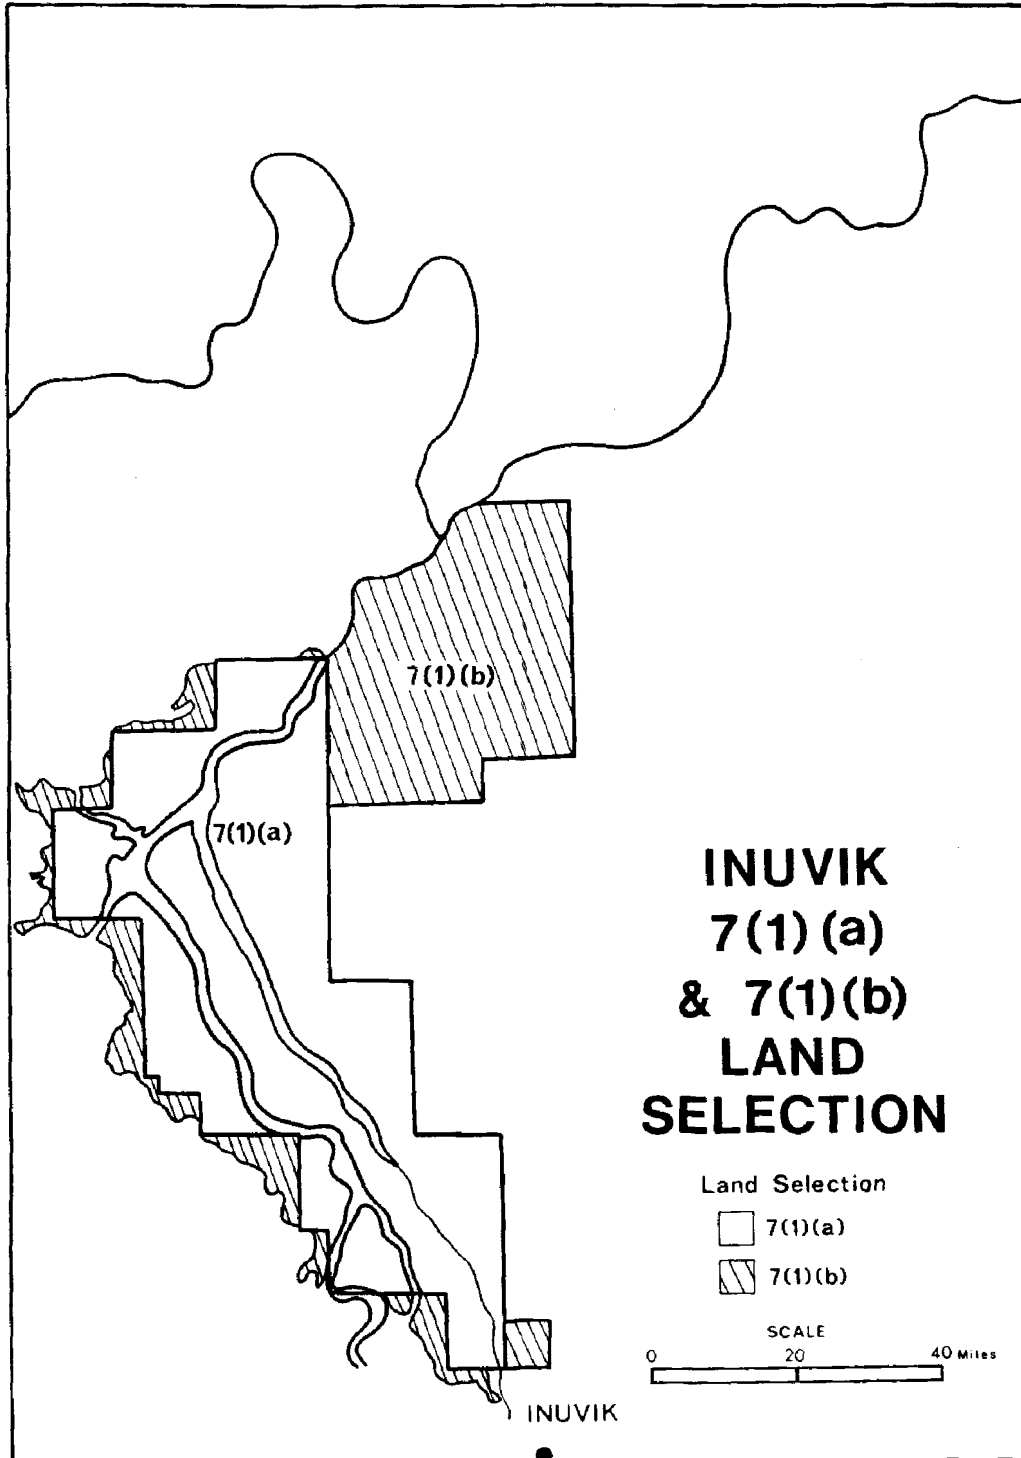 7(1)(b)
7(1)(a)
INUVIK
7(1)(a)
& 7(1)(b)
LAND
SELECTION
Land Selection
7(1)(a)
7(1)(b)
SCALE
0 20 40 Miles
INUVIK